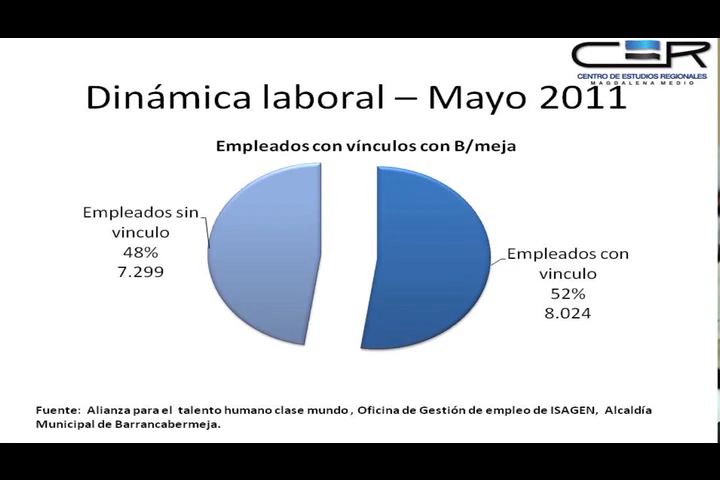 CER
CENTRO DE ESTUDIOS REGIONALES
MAGDALENA MEDIO
Dinámica laboral – Mayo 2011
Empleados con vínculos con B/meja
Empleados sin
vinculo
48%
7.299
Empleados con
vinculo
52%
8.024
Fuente: Alianza para el talento humano clase mundo , Oficina de Gestión de empleo de ISAGEN, Alcaldía
Municipal de Barrancabermeja.